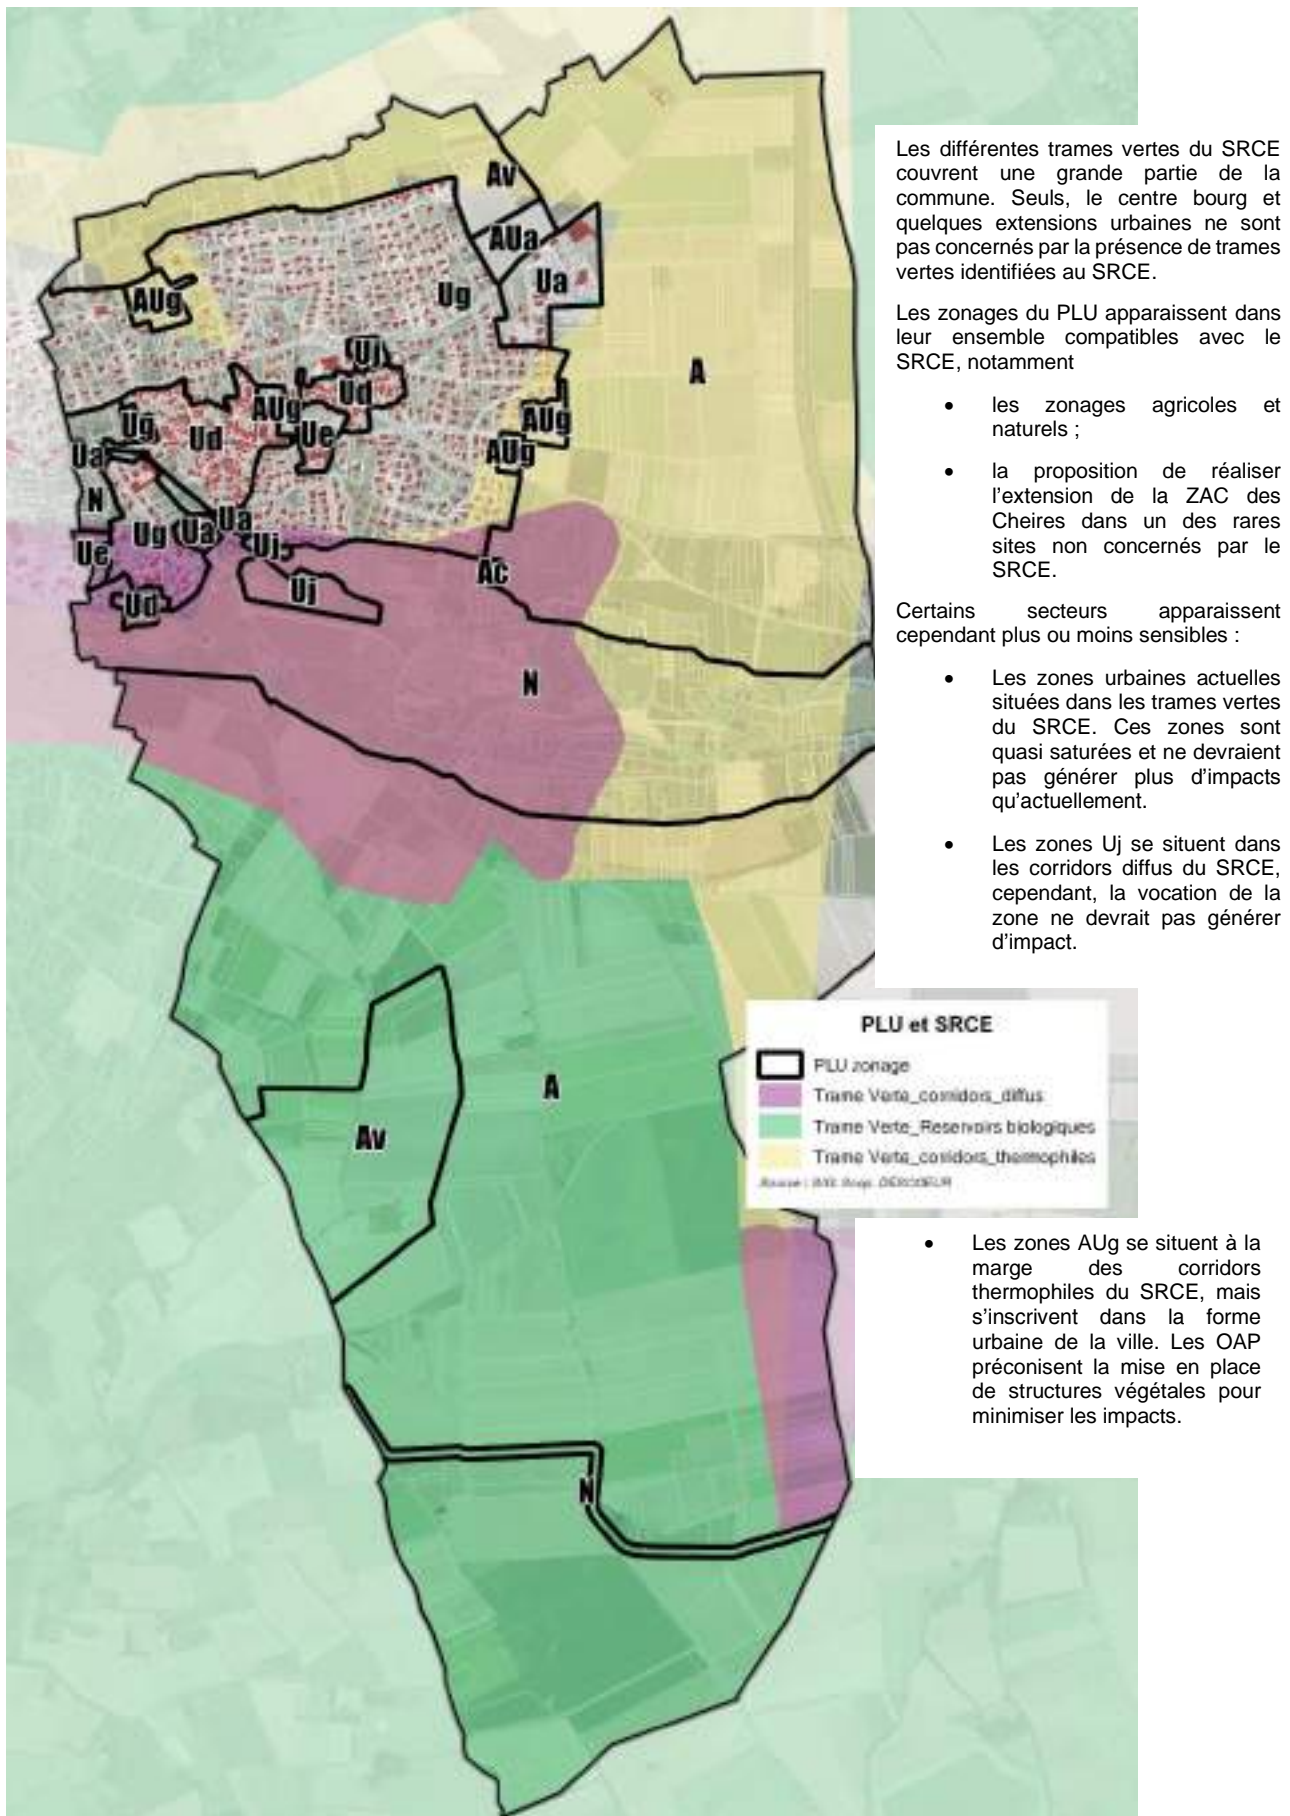 Les différentes trames vertes du SRCE
couvrent une grande partie de la
commune. Seuls, le centre bourg et
quelques extensions urbaines ne sont
pas concernés par la présence de trames
vertes identifiées au SRCE.
Les zonages du PLU apparaissent dans
leur ensemble compatibles avec le
SRCE, notamment
• les zonages agricoles et
naturels ;
• la proposition de réaliser
l’extension de la ZAC des
Cheires dans un des rares
sites non concernés par le
SRCE.
Certains secteurs apparaissent
cependant plus ou moins sensibles :
• Les zones urbaines actuelles
situées dans les trames vertes
du SRCE. Ces zones sont
quasi saturées et ne devraient
pas générer plus d’impacts
qu’actuellement.
• Les zones Uj se situent dans
les corridors diffus du SRCE,
cependant, la vocation de la
zone ne devrait pas générer
d’impact.
PLU et SRCE
PLU zonage
Trame Verte_corridors_diffus
Trame Verte_Reservoirs biologiques
Trame Verte_corridors_thermophiles
• Les zones AUg se situent à la
marge des corridors
thermophiles du SRCE, mais
s’inscrivent dans la forme
urbaine de la ville. Les OAP
préconisent la mise en place
de structures végétales pour
minimiser les impacts.
Av
AUa
Ua
Ug
AUg
Uj
Ud
A
AUg
Ug
Ud
Ue
AUg
AUg
Ua
N
Ug
Ua
Ua
Uj
Ue
Ac
Uj
Ud
N
A
Av
N